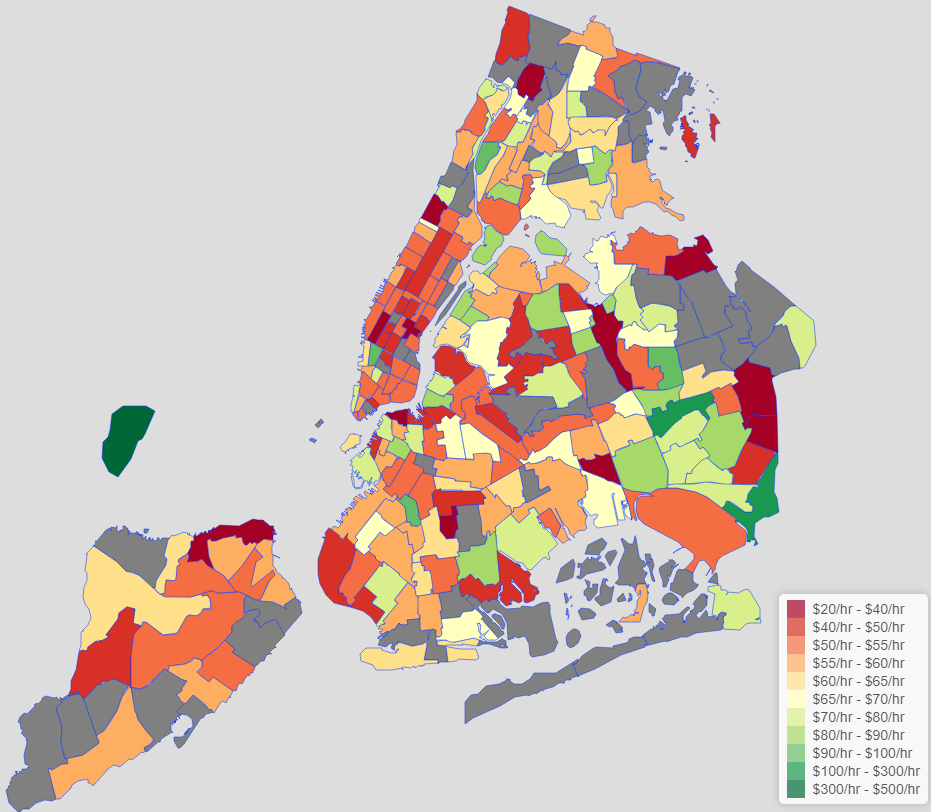 $20/hr - $40/hr
$40/hr - $50/hr
$50/hr - $55/hr
$55/hr - $60/hr
$60/hr - $65/hr
$65/hr - $70/hr
$70/hr - $80/hr
$80/hr - $90/hr
$90/hr - $100/hr
$100/hr - $300/hr
$300/hr - $500/hr